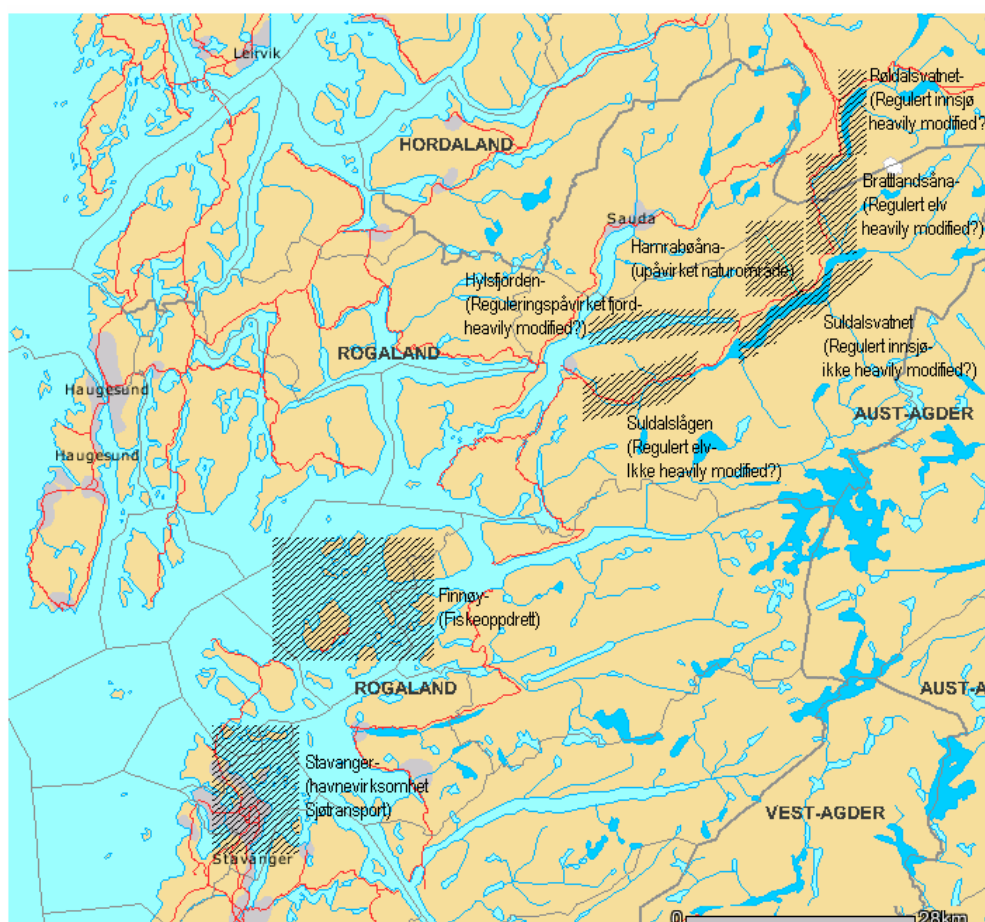 Leirvik
Røldalsvatnet-
(Regulert innsjø
heavily modified?)
HORDALAND
Brattlandsåna-
(Regulert elv
heavily modified?)
Sauda
Hamrabøåna-
(upåvirket naturområde)
Hylsfjorden-
(Reguleringspåvirket fjord-
heavily modified?)
Suldalsvatnet
(Regulert innsjø-
ikke heavily modified?)
ROGALAND
Haugesund
AUST-AGDER
Suldalslågen
(Regulert elv-
Ikke heavily modified?)
Haugesund
Finnøy-
(Fiskeoppdrett)
ROGALAND
AUST-A
Stavanger-
(havnevirksomhet
Sjøtransport)
VEST-AGDER
Stavanger
0 28km